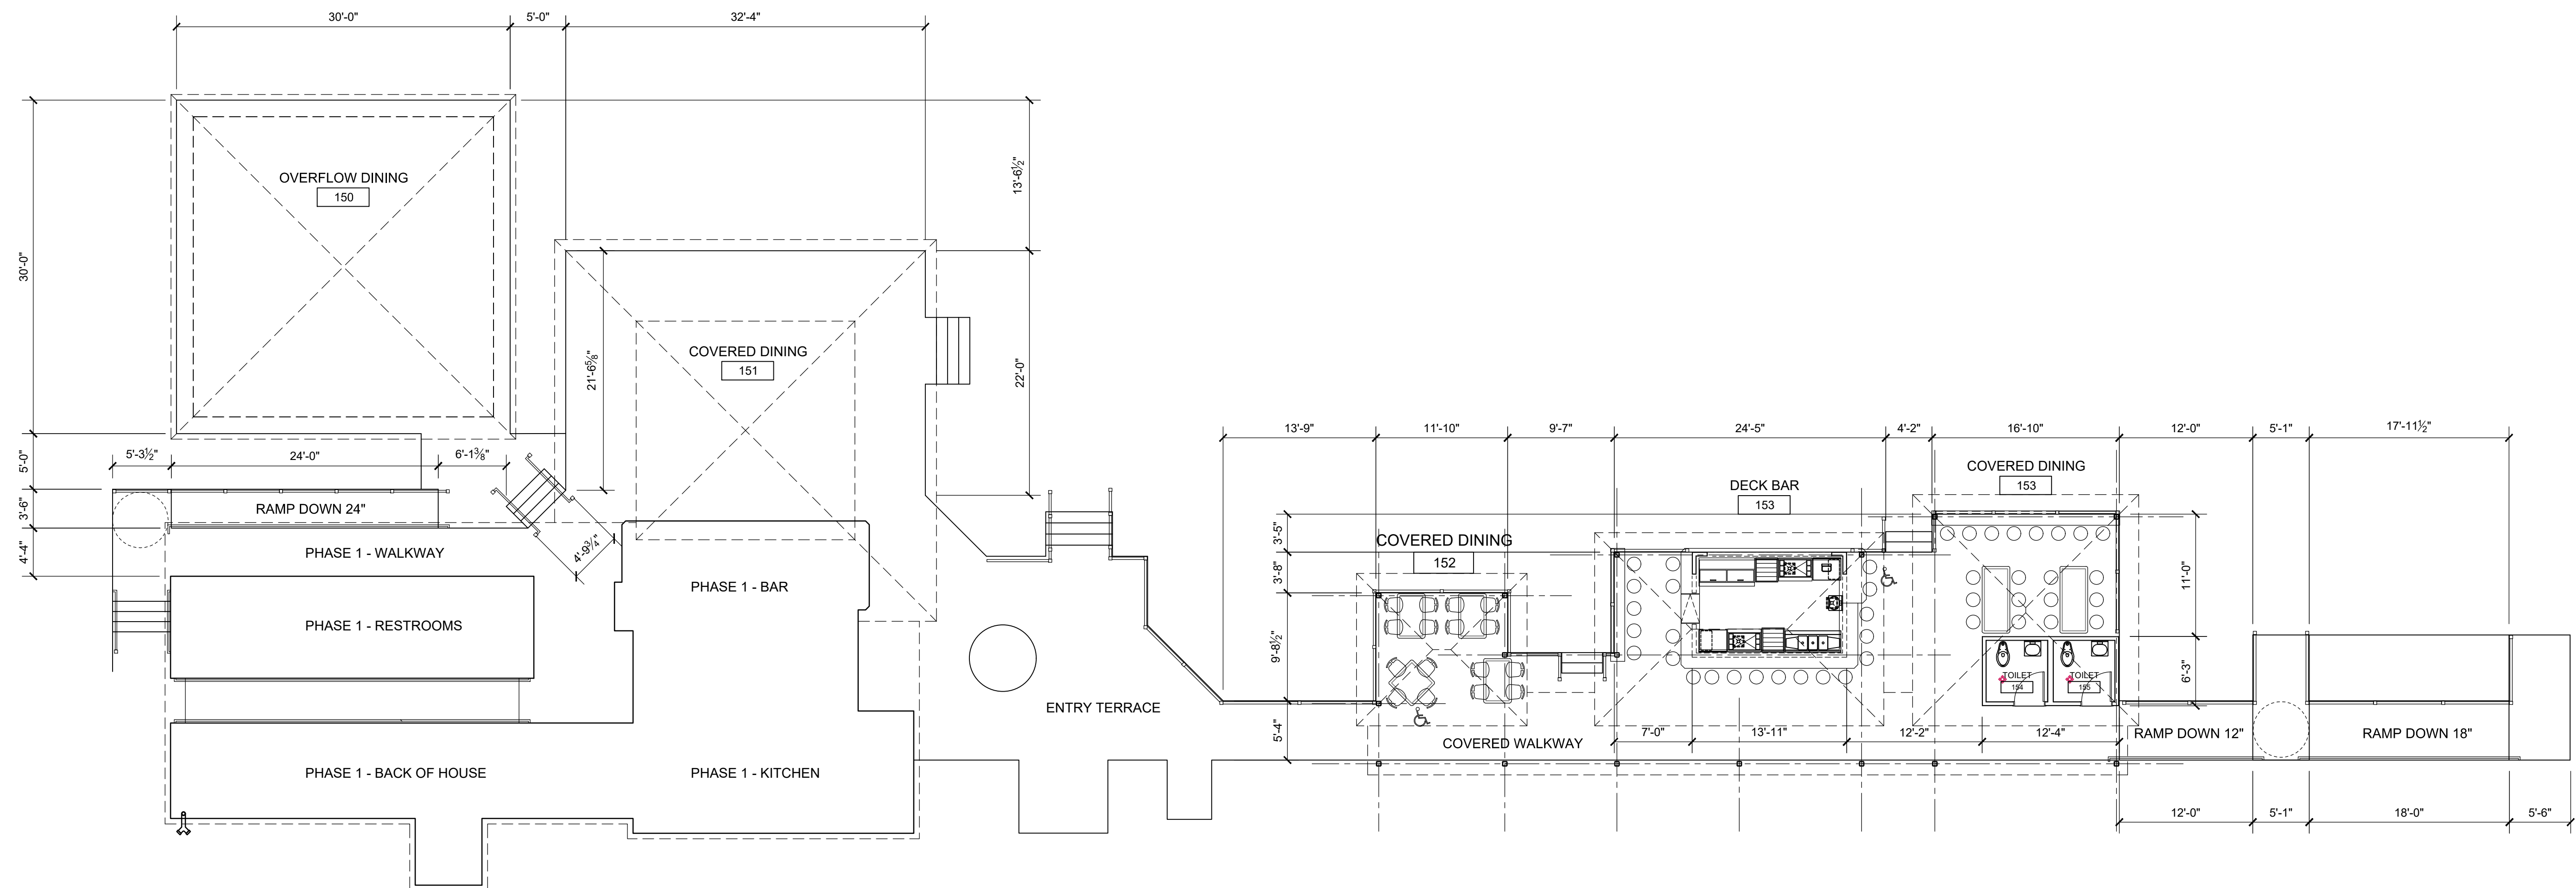 30'-0"
5'-0"
32'-4"
OVERFLOW DINING
150
13'-6½"
30'-0"
COVERED DINING
151
21'-6⅝"
22'-0"
13'-9"
11'-10"
9'-7"
24'-5"
4'-2"
16'-10"
12'-0"
5'-1"
17'-11½"
5'-3½"
24'-0"
6'-1⅜"
5'-0"
COVERED DINING
153
DECK BAR
153
RAMP DOWN 24"
3'-6"
3'-5"
COVERED DINING
152
4'-9¾"
PHASE 1 - WALKWAY
4'-4"
3'-8"
11'-0"
PHASE 1 - BAR
PHASE 1 - RESTROOMS
9'-8½"
6'-3"
TOILET
154
TOILET
155
ENTRY TERRACE
5'-4"
COVERED WALKWAY
7'-0"
13'-11"
12'-2"
12'-4"
RAMP DOWN 12"
RAMP DOWN 18"
PHASE 1 - BACK OF HOUSE
PHASE 1 - KITCHEN
12'-0"
5'-1"
18'-0"
5'-6"